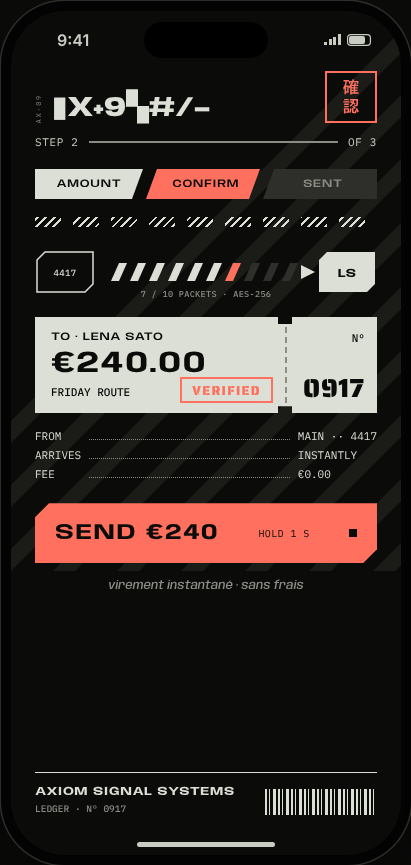 9:41
AX-09
▮X+9▚#/–
確
認
STEP 2
OF 3
AMOUNT
CONFIRM
SENT
4417
LS
7 / 10 PACKETS · AES-256
TO · LENA SATO
€240.00
FRIDAY ROUTE
VERIFIED
Nº
0917
FROM MAIN ·· 4417
ARRIVES INSTANTLY
FEE €0.00
SEND €240
HOLD 1 S
virement instantané · sans frais
AXIOM SIGNAL SYSTEMS
LEDGER · Nº 0917